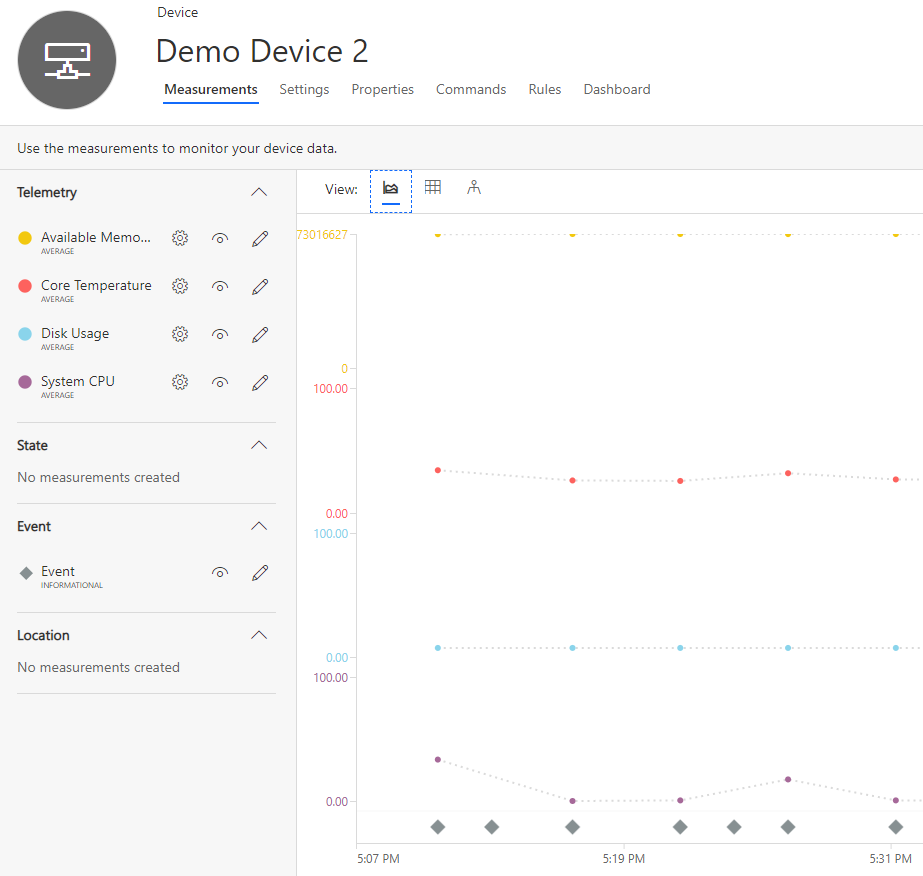 Device
Demo Device 2
Measurements Settings Properties Commands Rules Dashboard
Use the measurements to monitor your device data.
Telemetry
View:
Available Memo...
AVERAGE
Core Temperature
AVERAGE
Disk Usage
AVERAGE
System CPU
AVERAGE
State
No measurements created
Event
Event
INFORMATIONAL
Location
No measurements created
73016627
0
100.00
0.00
100.00
0.00
100.00
0.00
5:07 PM 5:19 PM 5:31 PM